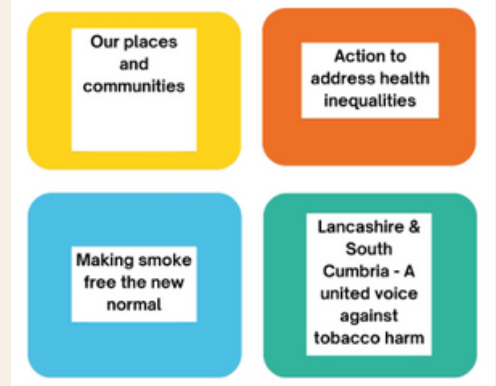 Our places
and
communities
Action to
address health
inequalities
Making smoke
free the new
normal
Lancashire &
South
Cumbria - A
united voice
against
tobacco harm